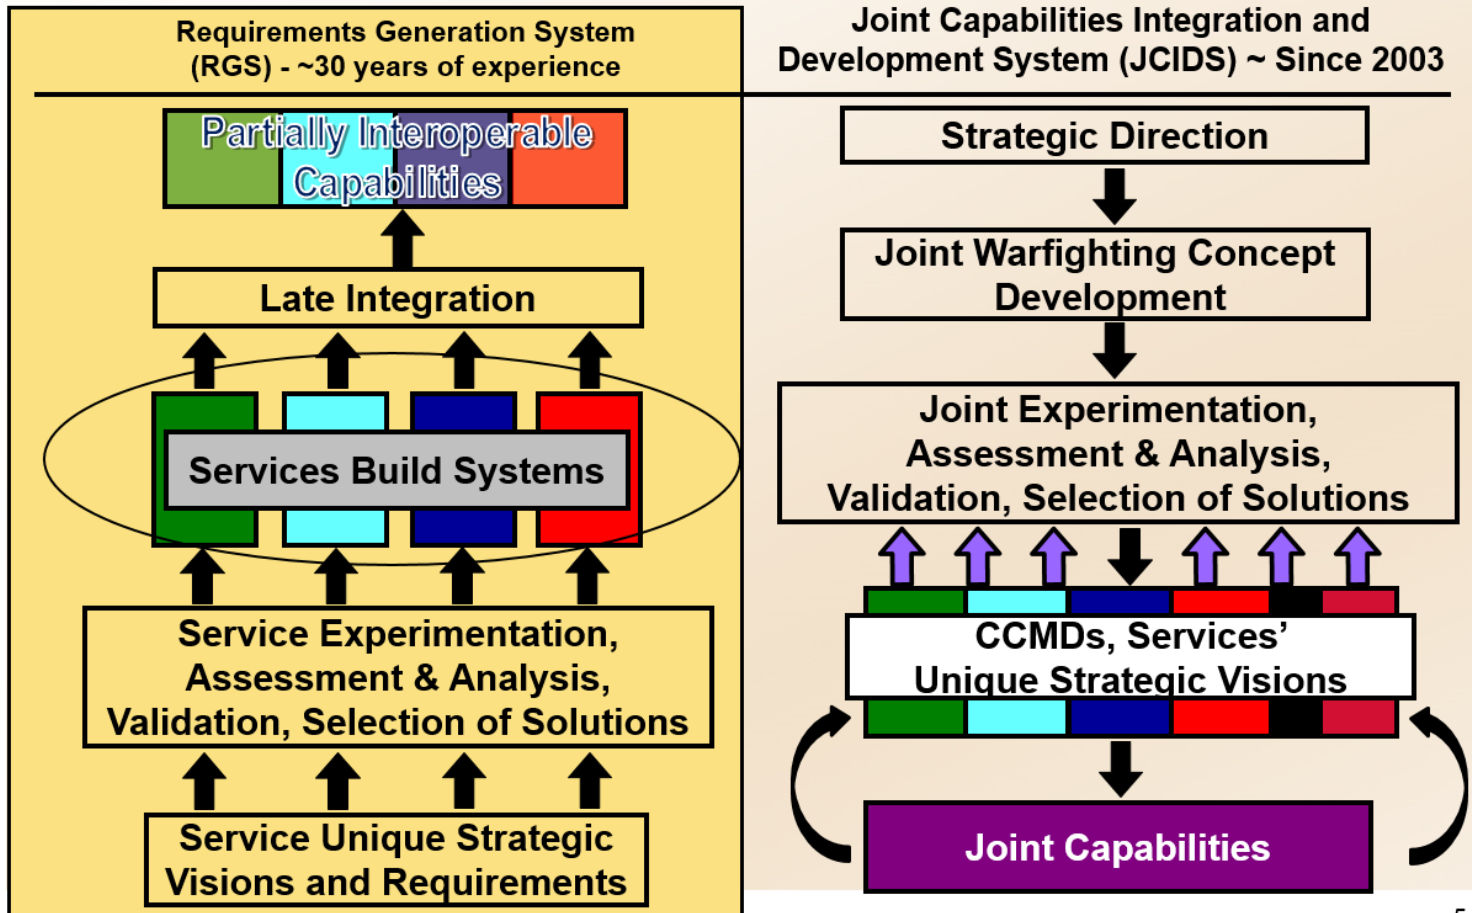 Requirements Generation System
(RGS) - ~30 years of experience
Partially Interoperable
Capabilities
Late Integration
Services Build Systems
Service Experimentation,
Assessment & Analysis,
Validation, Selection of Solutions
Service Unique Strategic
Visions and Requirements
Joint Capabilities Integration and
Development System (JCIDS) ~ Since 2003
Strategic Direction
Joint Warfighting Concept
Development
Joint Experimentation,
Assessment & Analysis,
Validation, Selection of Solutions
CCMDs, Services’
Unique Strategic Visions
Joint Capabilities